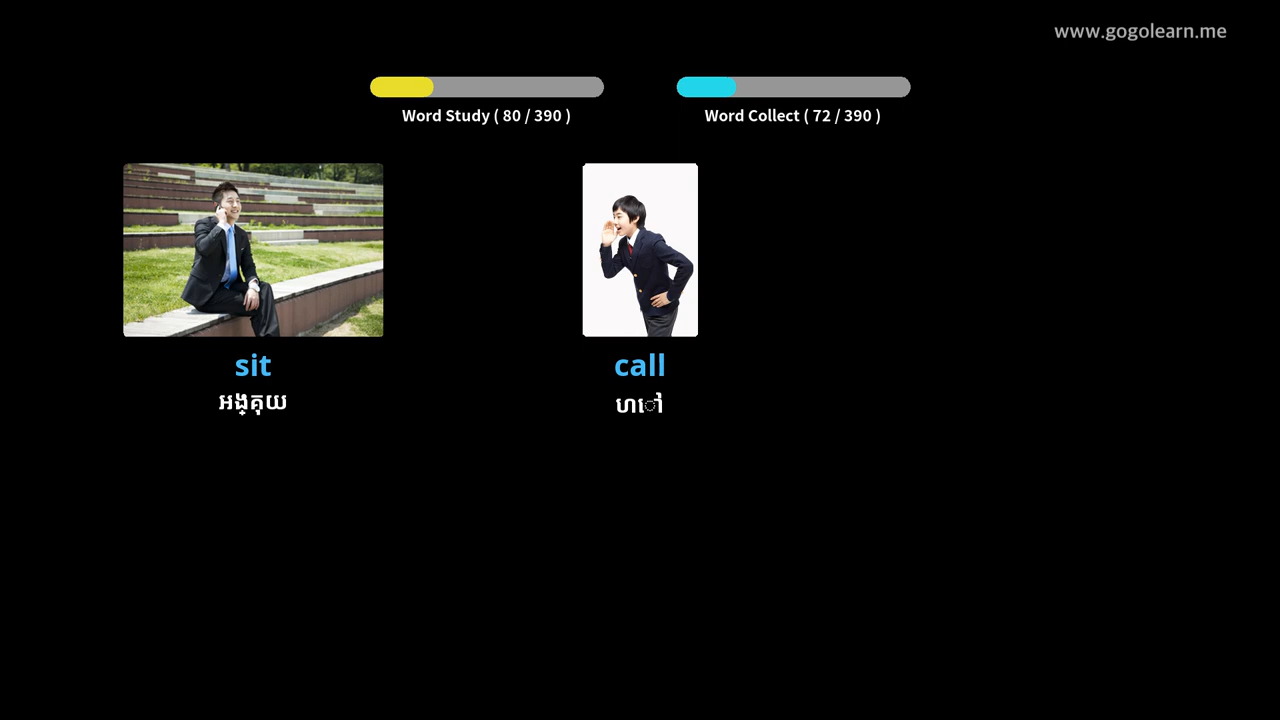 www.gogolearn.me
Word Study ( 80 / 390 )
Word Collect ( 72 / 390 )
sit
អង្គុយ
call
ហៅ